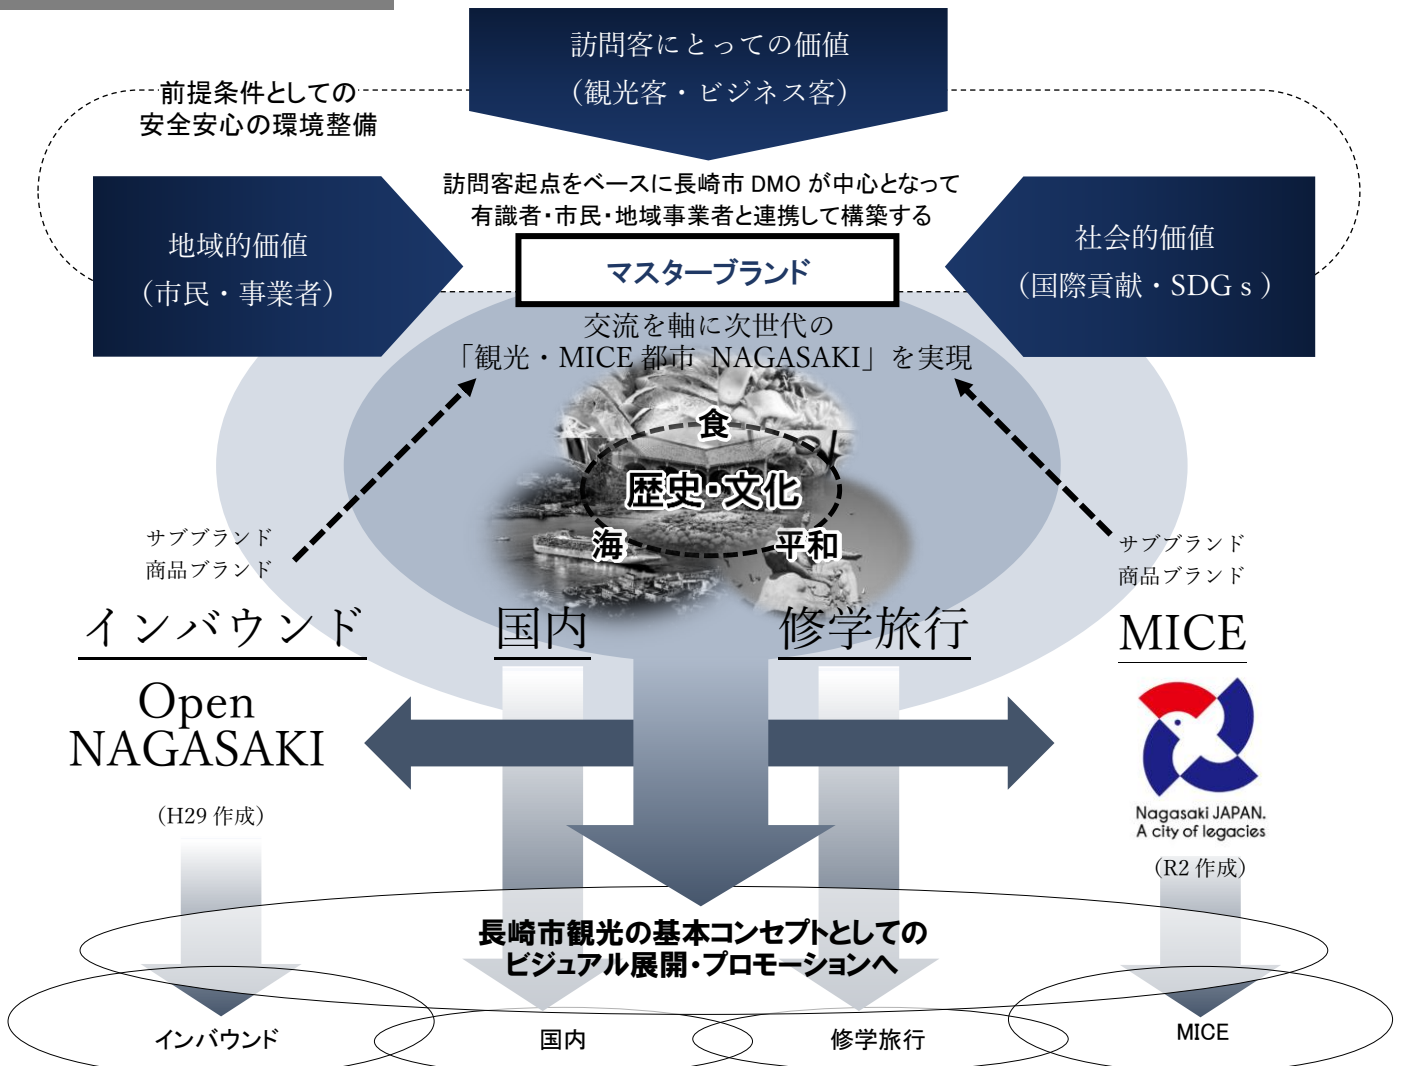 訪問客にとっての価値
（観光客・ビジネス客）
前提条件としての
安全安心の環境整備
訪問客起点をベースに長崎市 DMO が中心となって
有識者・市民・地域事業者と連携して構築する
地域的価値
（市民・事業者）
マスターブランド
社会的価値
（国際貢献・SDGｓ）
交流を軸に次世代の
「観光・MICE 都市 NAGASAKI」を実現
食
歴史・文化
海
平和
サブブランド
商品ブランド
サブブランド
商品ブランド
インバウンド
国内
修学旅行
MICE
Open
NAGASAKI
（H29 作成）
Nagasaki JAPAN.
A city of legacies
（R2 作成）
長崎市観光の基本コンセプトとしての
ビジュアル展開・プロモーションへ
インバウンド
国内
修学旅行
MICE